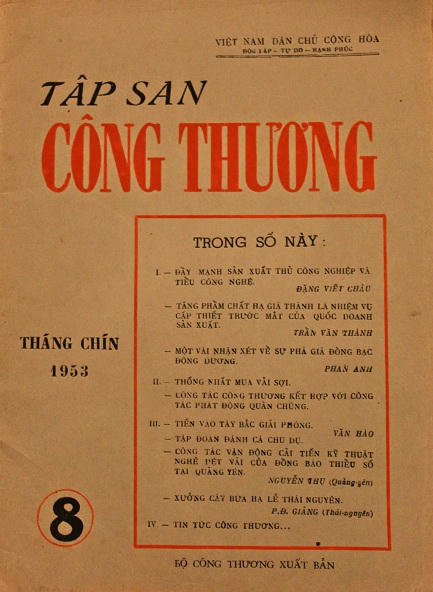 VIỆT NAM DÂN CHỦ CỘNG HÒA
ĐỘC LẬP - TỰ DO - HẠNH PHÚC
TẬP SAN
CÔNG THƯƠNG
TRONG SỐ NÀY :
I. — ĐẨY MẠNH SẢN XUẤT THỦ CÔNG NGHIỆP VÀ
TIỂU CÔNG NGHỆ.
ĐẶNG VIẾT CHÂU
— TĂNG PHẨM CHẤT HẠ GIÁ THÀNH LÀ NHIỆM VỤ
CẤP THIẾT TRƯỚC MẮT CỦA QUỐC DOANH
SẢN XUẤT.
TRẦN VĂN THÀNH
— MỘT VÀI NHẬN XÉT VỀ SỰ PHÁ GIÁ ĐỒNG BẠC
ĐÔNG DƯƠNG.
PHAN ANH
II. — THỐNG NHẤT MUA VẢI SỢI.
— CÔNG TÁC CÔNG THƯƠNG KẾT HỢP VỚI CÔNG
TÁC PHÁT ĐỘNG QUẦN CHÚNG.
III. — TIẾN VÀO TÂY BẮC GIẢI PHÓNG.
VĂN HÀO
— TẬP ĐOÀN ĐÁNH CÁ CHU DỤ.
— CÔNG TÁC VẬN ĐỘNG CẢI TIẾN KỸ THUẬT
NGHỀ DỆT VẢI CỦA ĐỒNG BÀO THIỂU SỐ
TẠI QUẢNG YÊN.
NGUYỄN THU (Quảng-yên)
— XƯỞNG CÀY BỪA HẠ LỄ THÁI NGUYÊN.
P.Đ. GIẢNG (Thái-nguyên)
IV. — TIN TỨC CÔNG THƯƠNG...
THÁNG CHÍN
1953
8
BỘ CÔNG THƯƠNG XUẤT BẢN